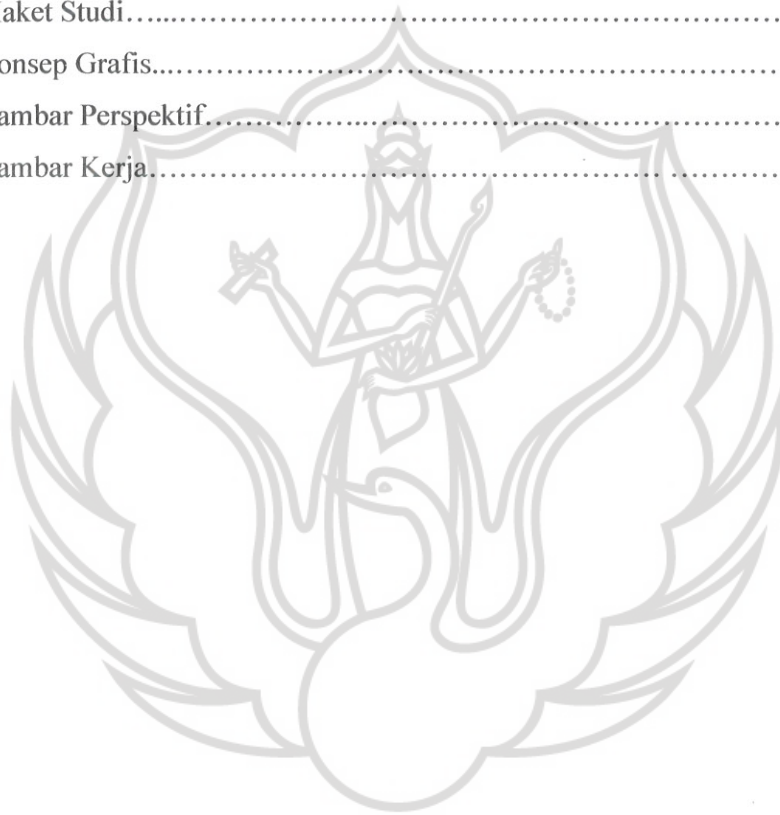 aket Studi…...……………………………………………………………
onsep Grafis...……………………………………………………………
ambar Perspektif………………...………………………………………
ambar Kerja………………………………………………… …………